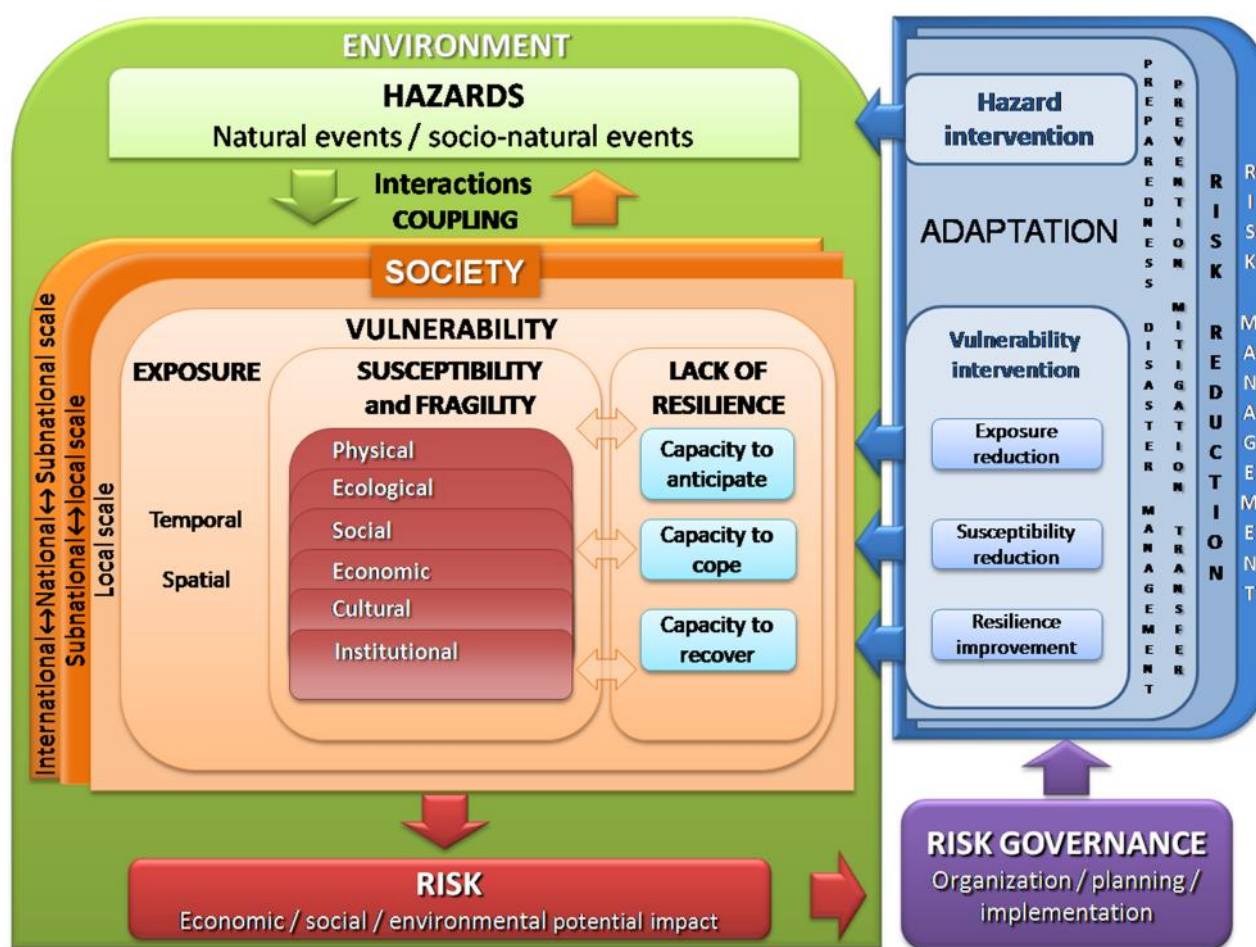 ENVIRONMENT
HAZARDS
Natural events / socio-natural events
Interactions
COUPLING
SOCIETY
International↔National↔Subnational scale
Subnational↔local scale
Local scale
VULNERABILITY
EXPOSURE
Temporal
Spatial
SUSCEPTIBILITY
and FRAGILITY
Physical
Ecological
Social
Economic
Cultural
Institutional
LACK OF
RESILIENCE
Capacity to
anticipate
Capacity to
cope
Capacity to
recover
RISK
Economic / social / environmental potential impact
Hazard
intervention
ADAPTATION
Vulnerability
intervention
Exposure
reduction
Susceptibility
reduction
Resilience
improvement
PREPAREDNESS DISASTER MANAGEMENT
PREVENTION MITIGATION TRANSFER
RISK REDUCTION
RISK MANAGEMENT
RISK GOVERNANCE
Organization / planning /
implementation